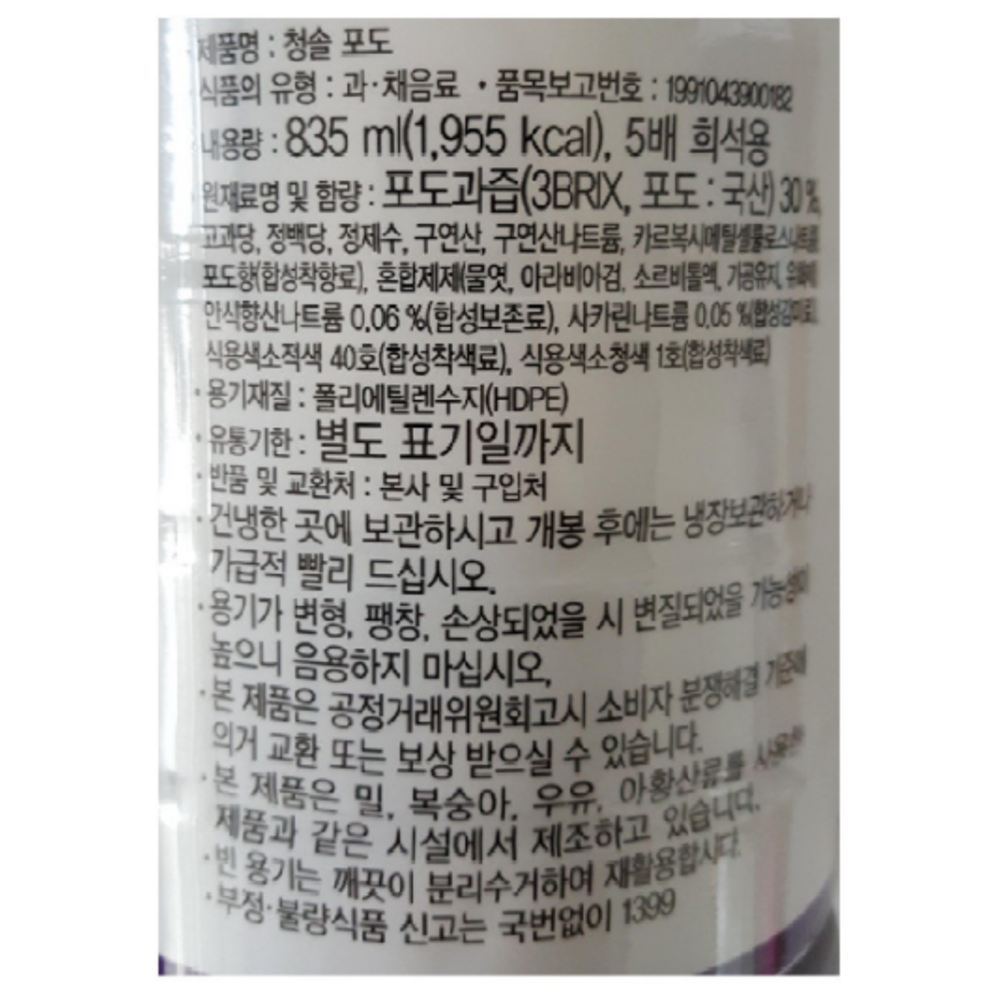 제품명 : 청솔 포도
·식품의 유형 : 과·채음료 ·품목보고번호 : 1991043900182
·내용량 : 835 ml(1,955 kcal), 5배 희석용
·원재료명 및 함량 : 포도과즙(3BRIX, 포도 : 국산) 30 %,
고과당, 정백당, 정제수, 구연산, 구연산나트륨, 카르복시메틸셀룰로스나트륨,
포도향(합성착향료), 혼합제제(물엿, 아라비아검, 소르비톨액, 가공유지, 유화제)
안식향산나트륨 0.06 %(합성보존료), 사카린나트륨 0.05 %(합성감미료),
식용색소적색 40호(합성착색료), 식용색소청색 1호(합성착색료)
·용기재질 : 폴리에틸렌수지(HDPE)
·유통기한 : 별도 표기일까지
·반품 및 교환처 : 본사 및 구입처
·건냉한 곳에 보관하시고 개봉 후에는 냉장보관하거나
가급적 빨리 드십시오.
·용기가 변형, 팽창, 손상되었을 시 변질되었을 가능성이
높으니 음용하지 마십시오,
·본 제품은 공정거래위원회고시 소비자 분쟁해결 기준에
의거 교환 또는 보상 받으실 수 있습니다.
·본 제품은 밀, 복숭아, 우유, 아황산류를 사용한
제품과 같은 시설에서 제조하고 있습니다.
·빈 용기는 깨끗이 분리수거하여 재활용합시다.
·부정·불량식품 신고는 국번없이 1399